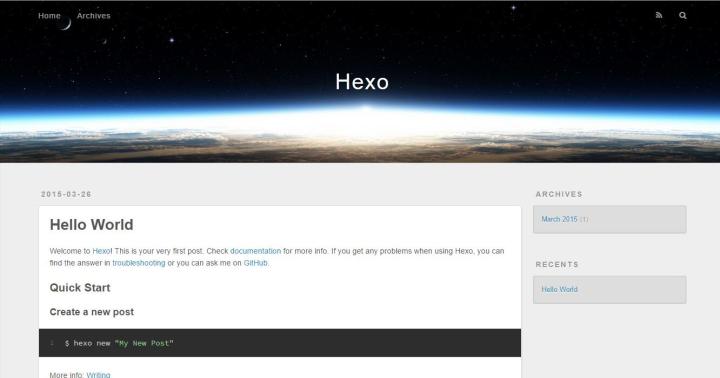 Home Archives
Hexo
2015-03-26
Hello World
Welcome to Hexo! This is your very first post. Check documentation for more info. If you get any problems when using Hexo, you can
find the answer in troubleshooting or you can ask me on GitHub.
Quick Start
Create a new post
1 $ hexo new "My New Post"
More info: Writing
ARCHIVES
March 2015 (1)
RECENTS
Hello World